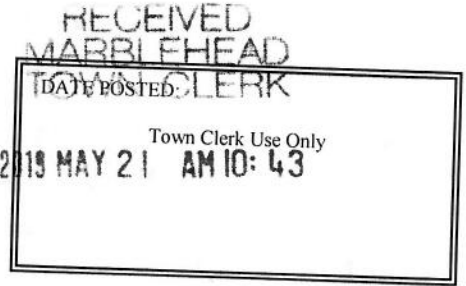 RECEIVED
MARBLEHEAD
TOWN CLERK
DATE POSTED:
Town Clerk Use Only
2019 MAY 21 AM 10: 43